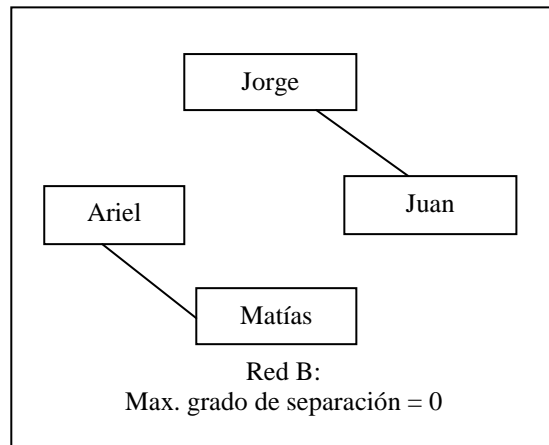 Jorge
Ariel
Juan
Matías
Red B:
Max. grado de separación = 0